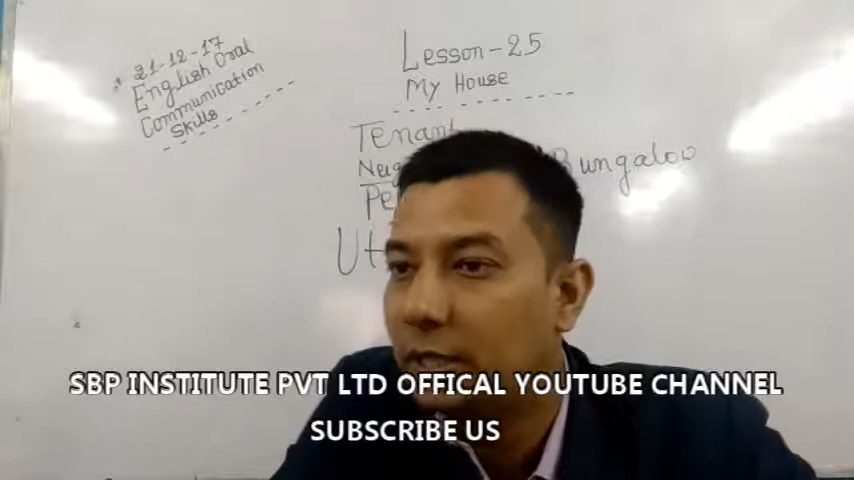 21-12-17
English Oral
Communication
Skills
Lesson-25
My House
Tenant
Bungaloo
SBP INSTITUTE PVT LTD OFFICAL YOUTUBE CHANNEL
SUBSCRIBE US